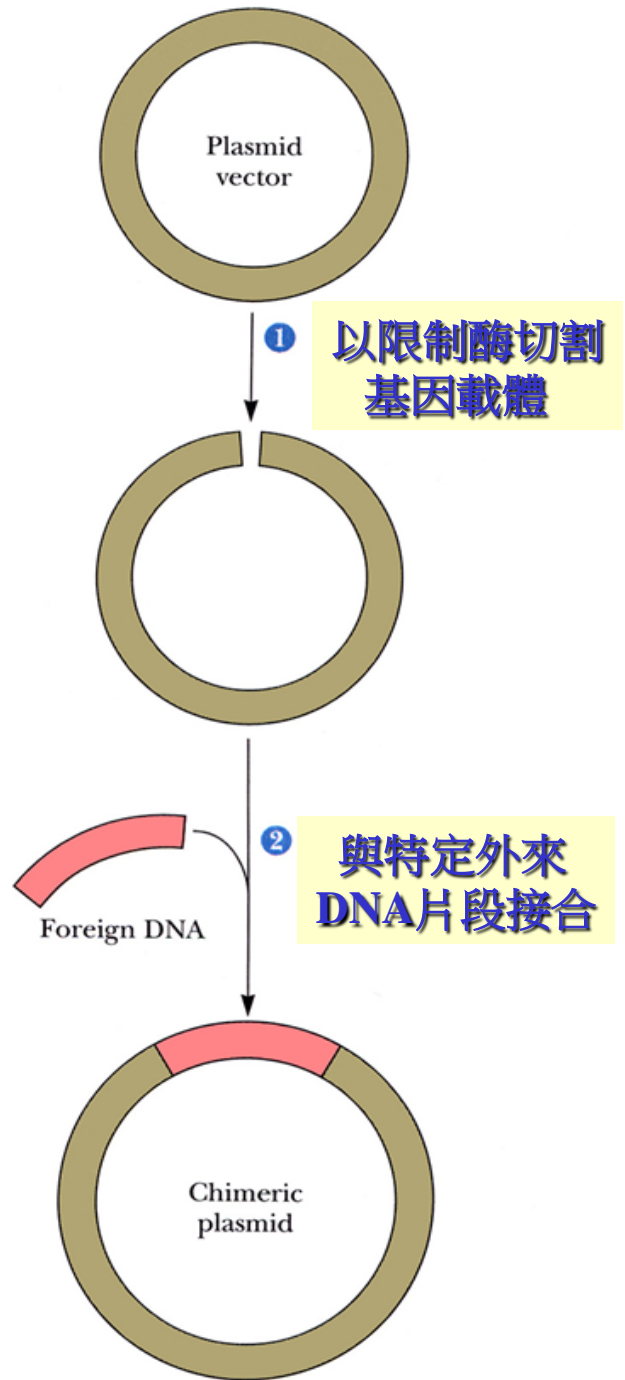 Plasmid
vector
1
以限制酶切割
基因載體
2
與特定外來
DNA片段接合
Foreign DNA
Chimeric
plasmid